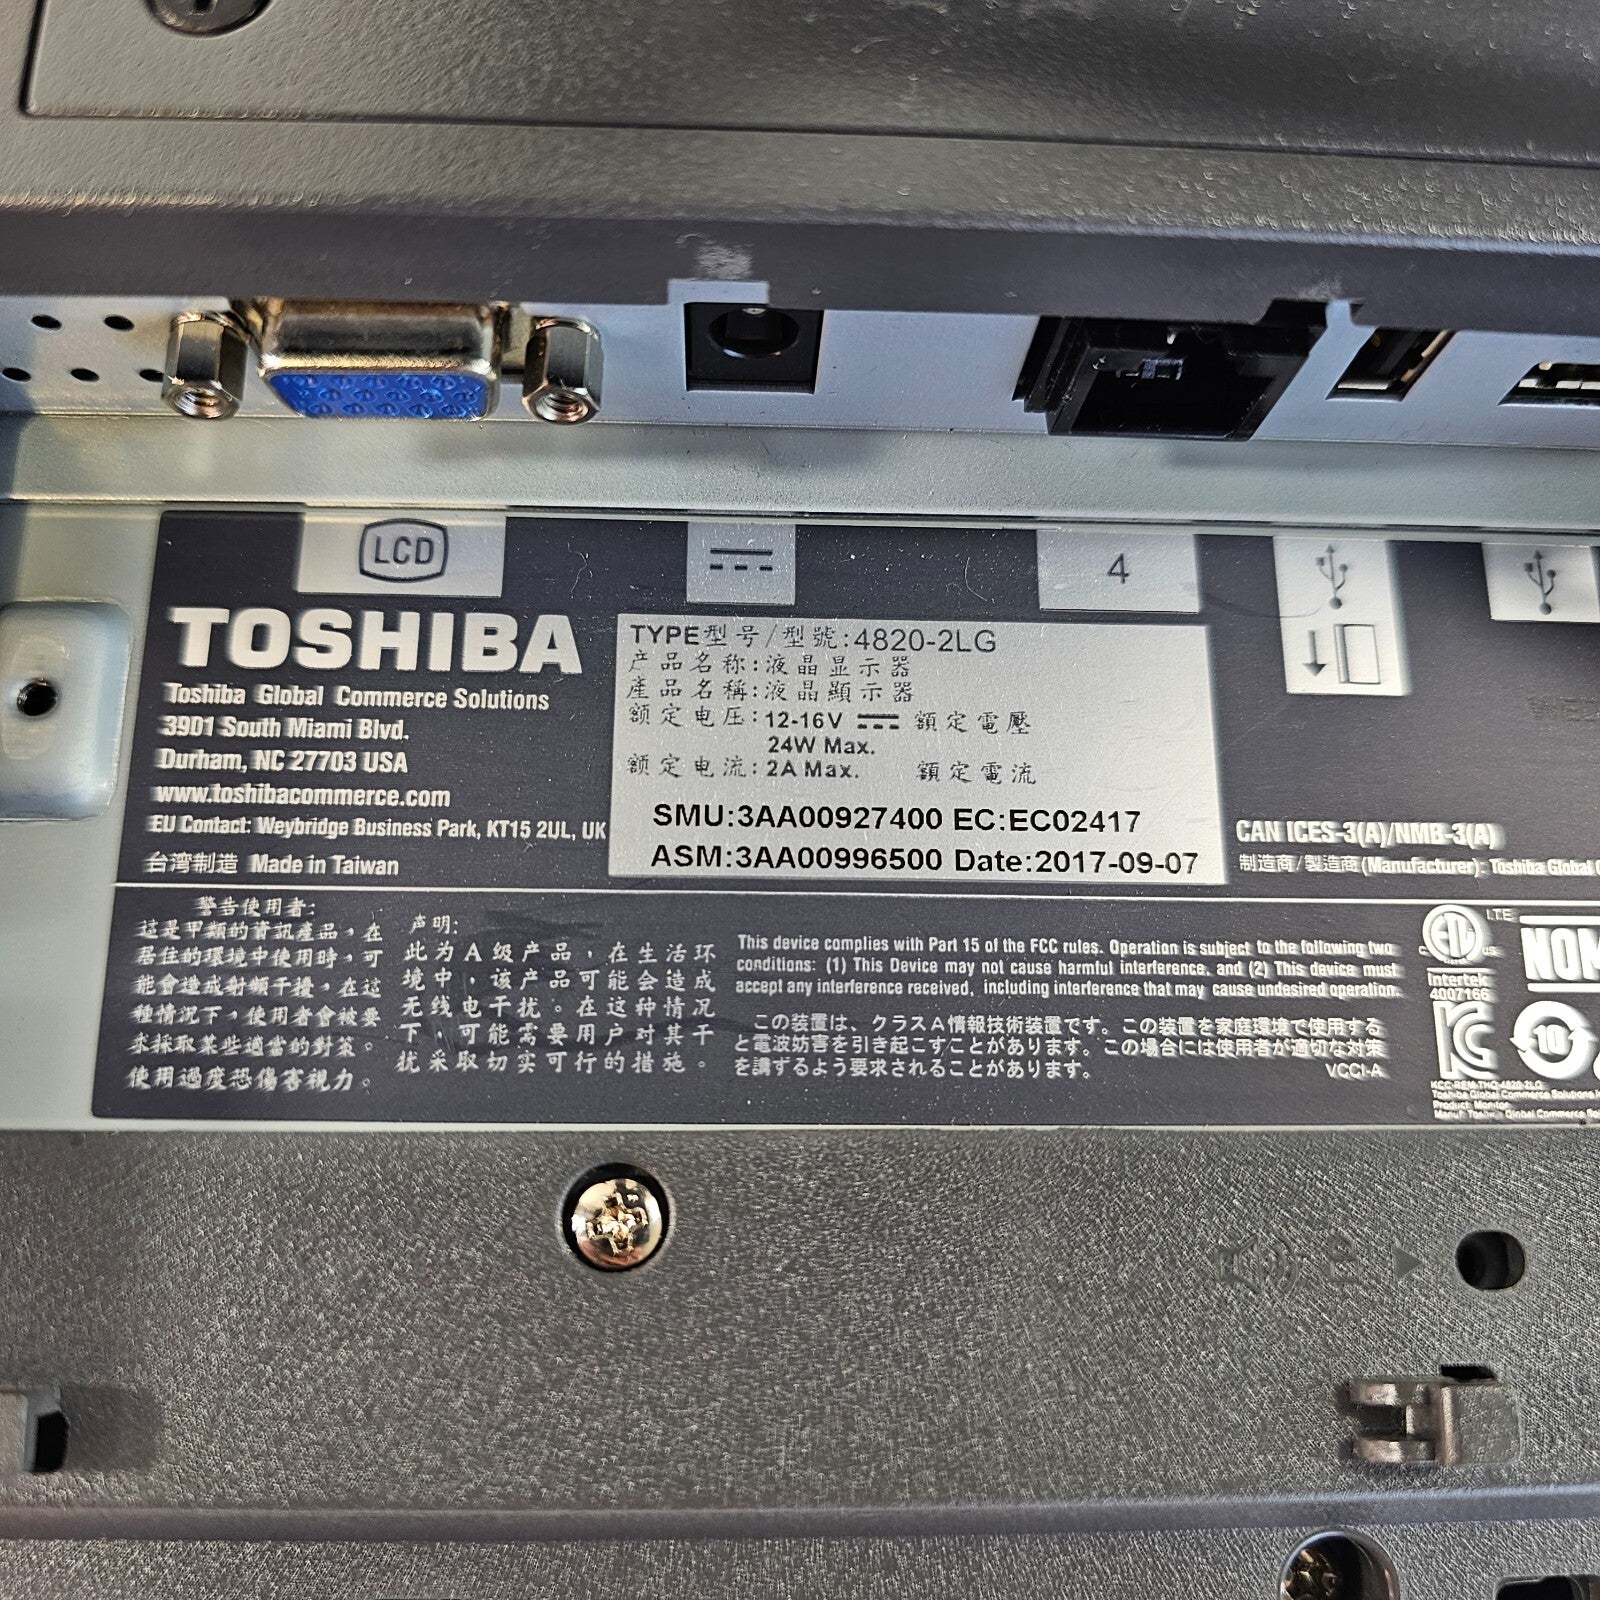 LCD
4
TOSHIBA
Toshiba Global Commerce Solutions
3901 South Miami Blvd.
Durham, NC 27703 USA
www.toshibacommerce.com
EU Contact: Weybridge Business Park, KT15 2UL, UK
台湾制造 Made in Taiwan
TYPE型号/型號:4820-2LG
产品名称:液晶显示器
產品名稱:液晶顯示器
额定电压:12-16V 額定電壓
24W Max.
额定电流:2A Max. 額定電流
SMU:3AA00927400 EC:EC02417
ASM:3AA00996500 Date:2017-09-07
CAN ICES-3(A)/NMB-3(A)
制造商/製造商(Manufacturer): Toshiba Global
警告使用者:
這是甲類的資訊產品，在
居住的環境中使用時，可
能會造成射頻干擾，在這
種情況下，使用者會被要
求採取某些適當的對策。
使用過度恐傷害視力。
声明:
此为A级产品，在生活环
境中，该产品可能会造成
无线电干扰。在这种情况
下，可能需要用户对其干
扰采取切实可行的措施。
This device complies with Part 15 of the FCC rules. Operation is subject to the following two
conditions: (1) This Device may not cause harmful interference, and (2) This device must
accept any interference received, including interference that may cause undesired operation.
この装置は、クラスA情報技術装置です。この装置を家庭環境で使用する
と電波妨害を引き起こすことがあります。この場合には使用者が適切な対策
を講ずるよう要求されることがあります。
VCCI-A
I.T.E.
C US
Intertek
4007166
NOM
10
KCC-REM-THQ-4820-2LG
Toshiba Global Commerce Solutions
Product: Monitor